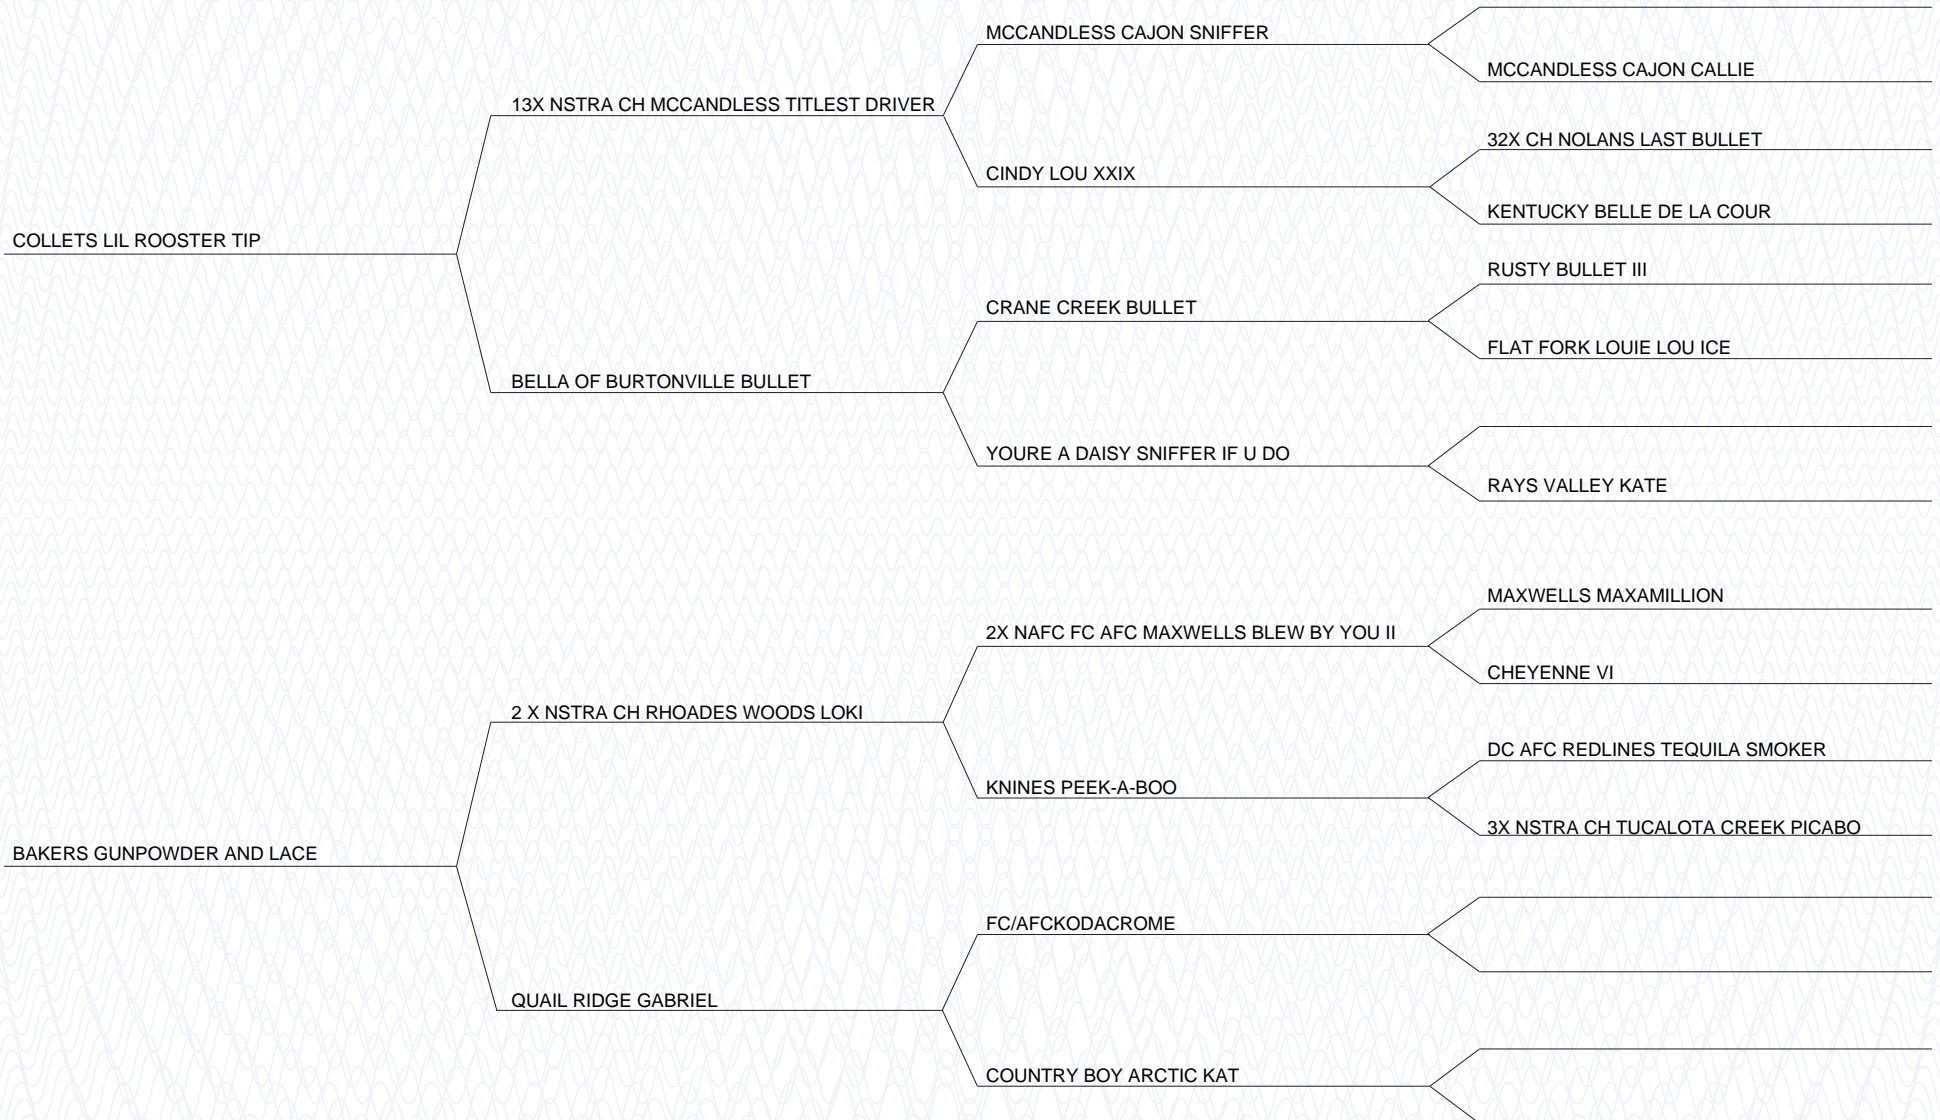 MCCANDLESS CAJON SNIFFER
MCCANDLESS CAJON CALLIE
13X NSTRA CH MCCANDLESS TITLEST DRIVER
32X CH NOLANS LAST BULLET
CINDY LOU XXIX
KENTUCKY BELLE DE LA COUR
COLLETS LIL ROOSTER TIP
RUSTY BULLET III
CRANE CREEK BULLET
FLAT FORK LOUIE LOU ICE
BELLA OF BURTONVILLE BULLET
YOURE A DAISY SNIFFER IF U DO
RAYS VALLEY KATE
MAXWELLS MAXAMILLION
2X NAFC FC AFC MAXWELLS BLEW BY YOU II
CHEYENNE VI
2 X NSTRA CH RHOADES WOODS LOKI
DC AFC REDLINES TEQUILA SMOKER
KNINES PEEK-A-BOO
3X NSTRA CH TUCALOTA CREEK PICABO
BAKERS GUNPOWDER AND LACE
FC/AFCKODACROME
QUAIL RIDGE GABRIEL
COUNTRY BOY ARCTIC KAT